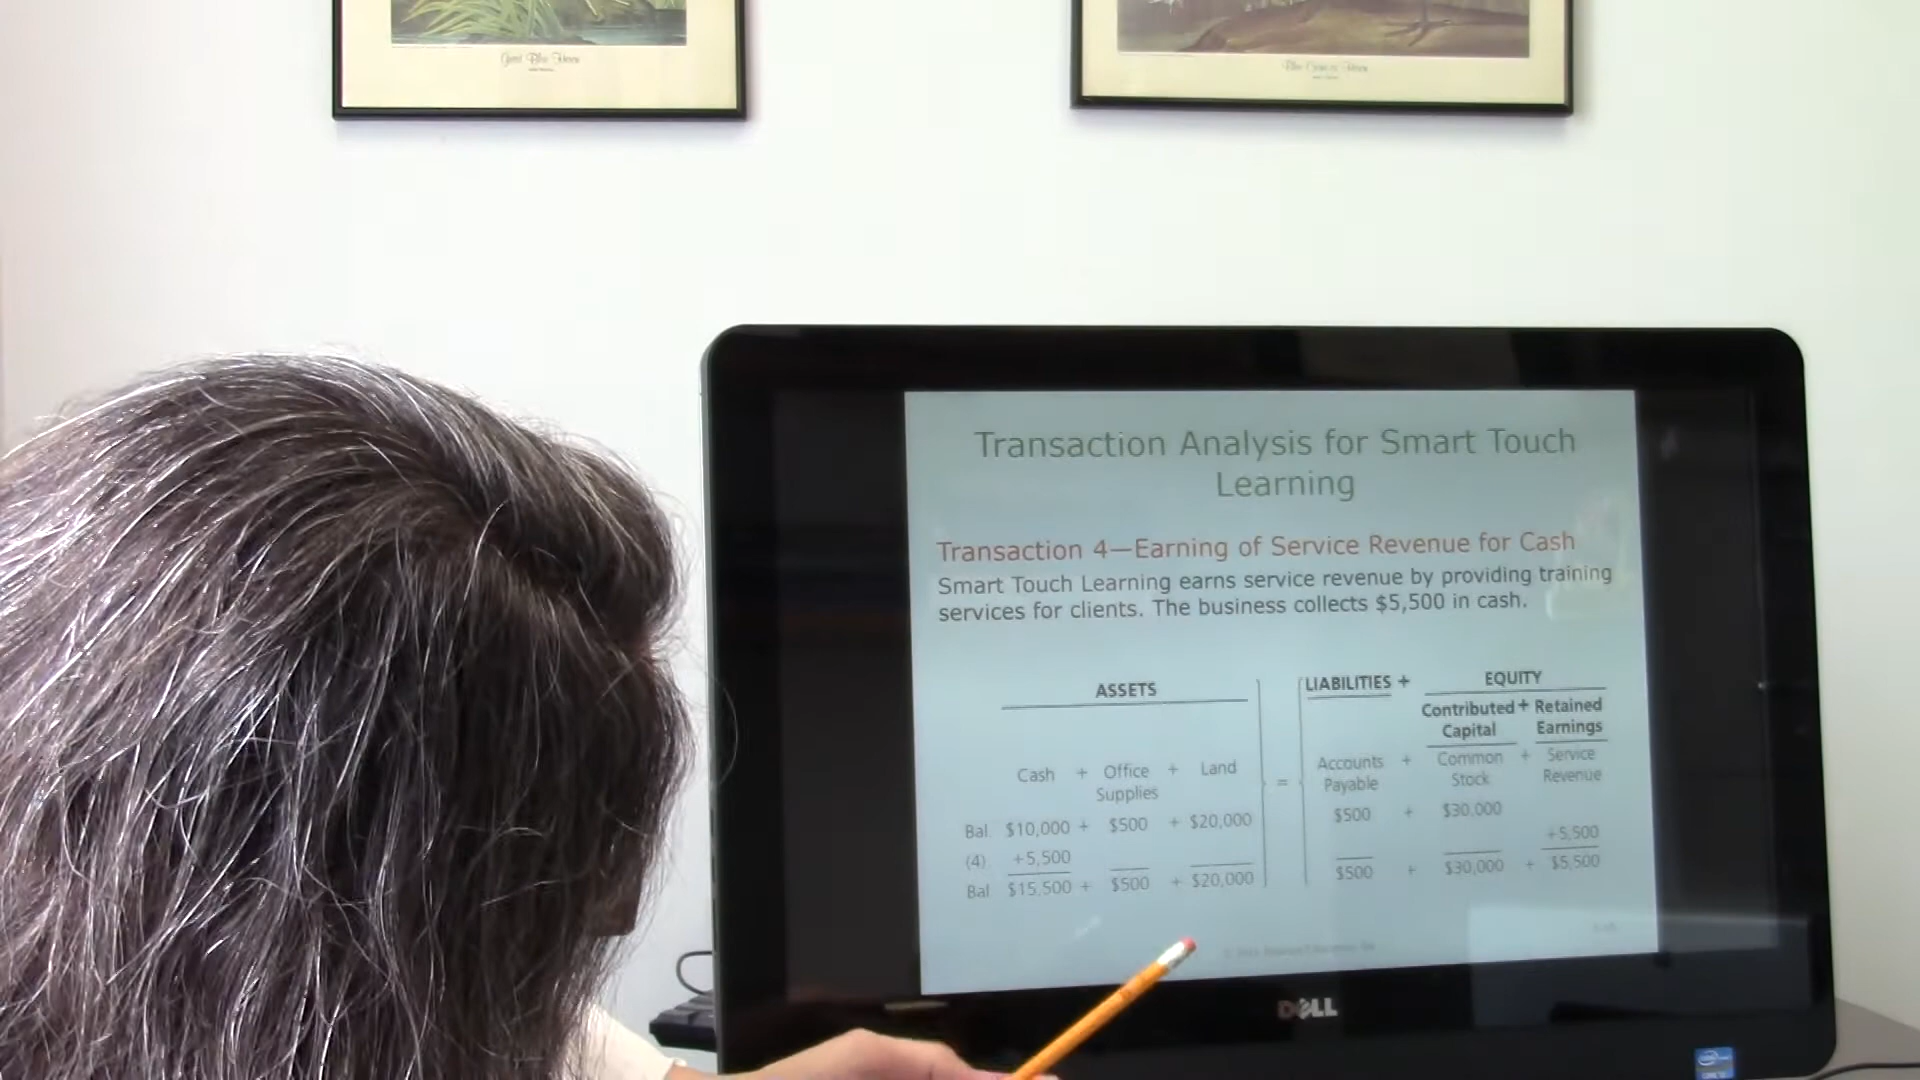 Great Blue Heron
Transaction Analysis for Smart Touch
Learning
Transaction 4—Earning of Service Revenue for Cash
Smart Touch Learning earns service revenue by providing training
services for clients. The business collects $5,500 in cash.
ASSETS LIABILITIES + EQUITY
Contributed + Retained
Capital Earnings
Cash + Office + Land = Accounts + Common + Service
Supplies Payable Stock Revenue
Bal. $10,000 + $500 + $20,000 $500 + $30,000
(4) +5,500 +5,500
Bal $15,500 + $500 + $20,000 $500 + $30,000 + $5,500
DELL